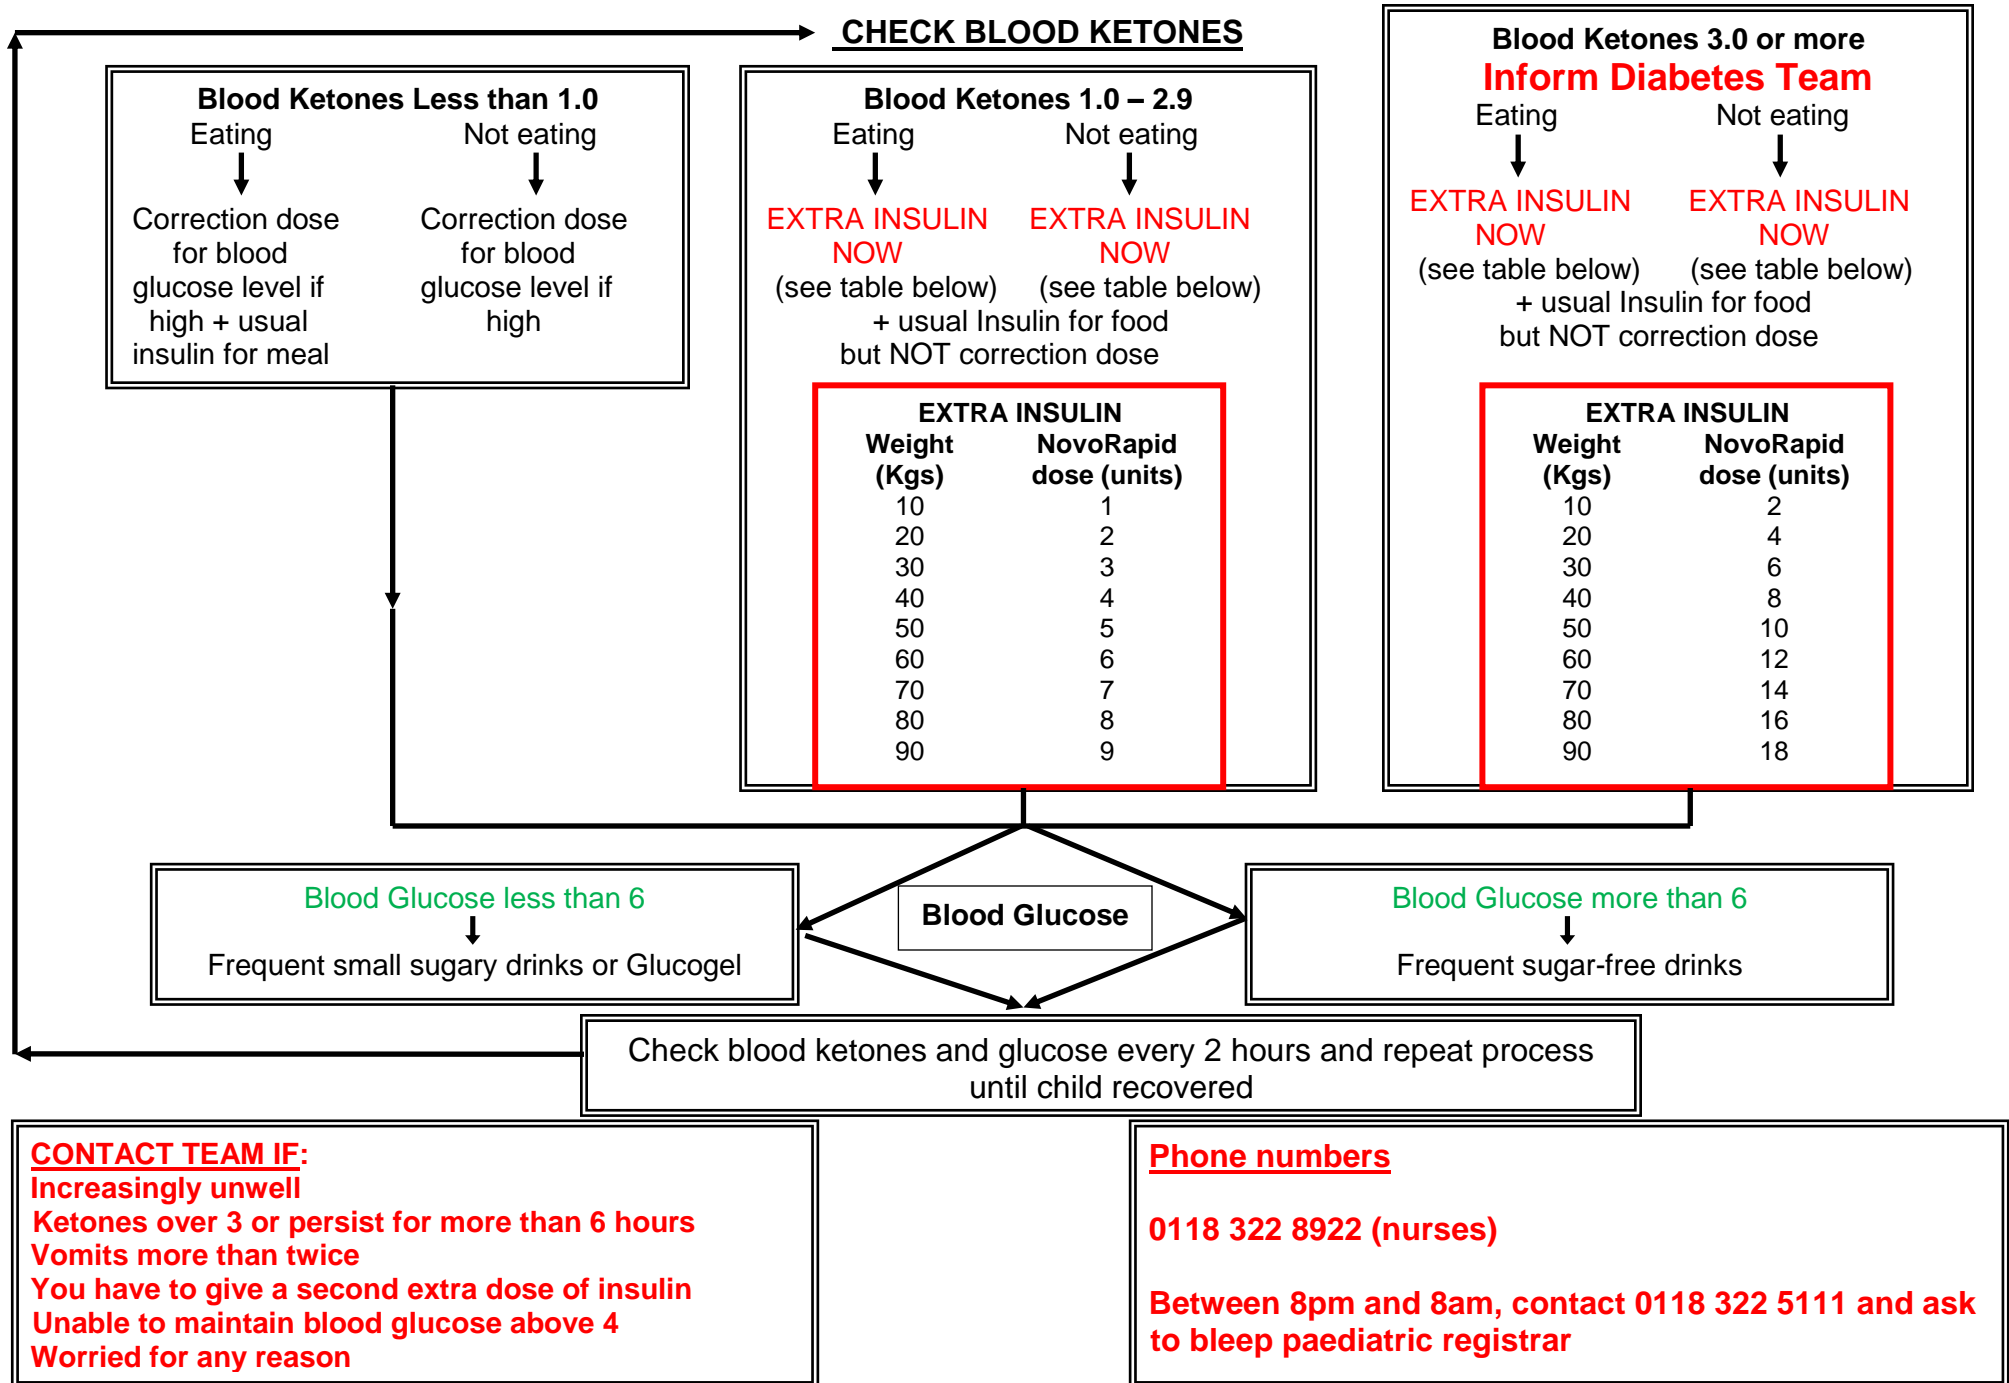 CHECK BLOOD KETONES
Blood Ketones Less than 1.0
Eating Not eating
Correction dose Correction dose
for blood for blood
glucose level if glucose level if
high + usual high
insulin for meal
Blood Ketones 1.0 – 2.9
Eating Not eating
EXTRA INSULIN EXTRA INSULIN
NOW NOW
(see table below) (see table below)
+ usual Insulin for food
but NOT correction dose
EXTRA INSULIN
Weight NovoRapid
(Kgs) dose (units)
10 1
20 2
30 3
40 4
50 5
60 6
70 7
80 8
90 9
Blood Ketones 3.0 or more
Inform Diabetes Team
Eating Not eating
EXTRA INSULIN EXTRA INSULIN
NOW NOW
(see table below) (see table below)
+ usual Insulin for food
but NOT correction dose
EXTRA INSULIN
Weight NovoRapid
(Kgs) dose (units)
10 2
20 4
30 6
40 8
50 10
60 12
70 14
80 16
90 18
Blood Glucose less than 6
Frequent small sugary drinks or Glucogel
Blood Glucose
Blood Glucose more than 6
Frequent sugar-free drinks
Check blood ketones and glucose every 2 hours and repeat process
until child recovered
CONTACT TEAM IF:
Increasingly unwell
Ketones over 3 or persist for more than 6 hours
Vomits more than twice
You have to give a second extra dose of insulin
Unable to maintain blood glucose above 4
Worried for any reason
Phone numbers
0118 322 8922 (nurses)
Between 8pm and 8am, contact 0118 322 5111 and ask
to bleep paediatric registrar